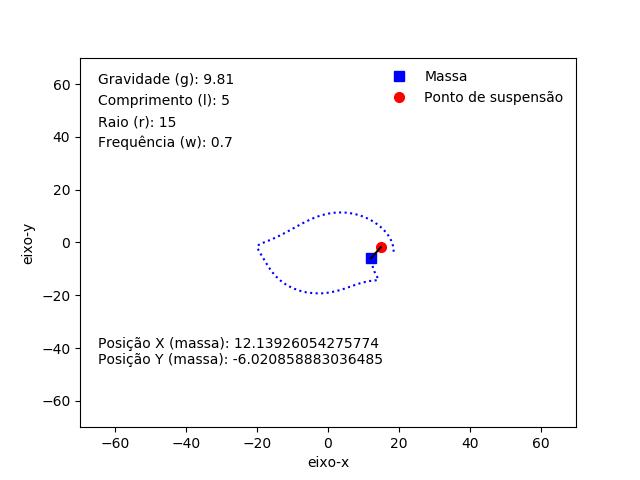 Gravidade (g): 9.81
Comprimento (l): 5
Raio (r): 15
Frequência (w): 0.7
Massa
Ponto de suspensão
60
40
20
0
−20
−40
−60
eixo-y
Posição X (massa): 12.13926054275774
Posição Y (massa): -6.020858883036485
−60
−40
−20
0
20
40
60
eixo-x